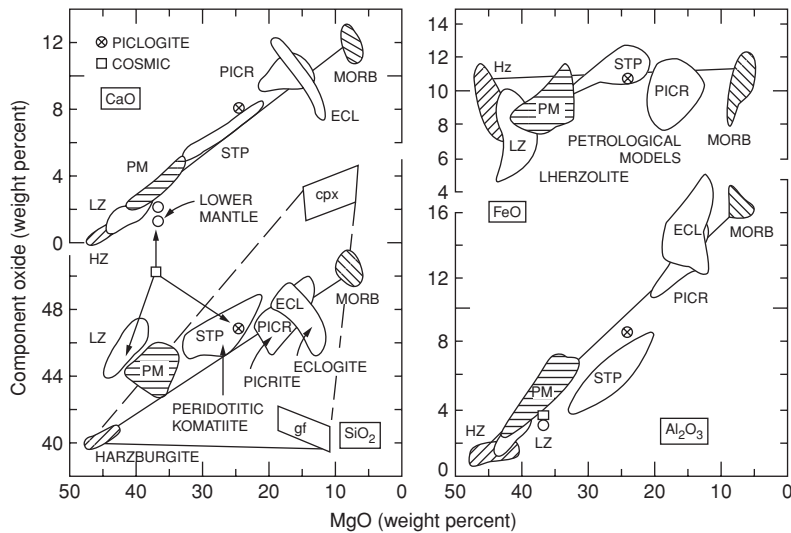 12
8
4
0
⊗ PICLOGITE
□ COSMIC
CaO
PICR
MORB
ECL
STP
PM
LZ
HZ
LOWER
MANTLE
cpx
48
44
40
LZ
PM
STP
ECL
PICR
MORB
ECLOGITE
PICRITE
PERIDOTITIC
KOMATIITE
gf
SiO2
HARZBURGITE
50 40 30 20 10 0
Component oxide (weight percent)
14
12
10
8
6
4
Hz
STP
PM
PICR
LZ
PETROLOGICAL
MODELS
MORB
LHERZOLITE
FeO
16
12
8
4
0
ECL
MORB
PICR
STP
PM
HZ
LZ
Al2O3
50 40 30 20 10 0
MgO (weight percent)